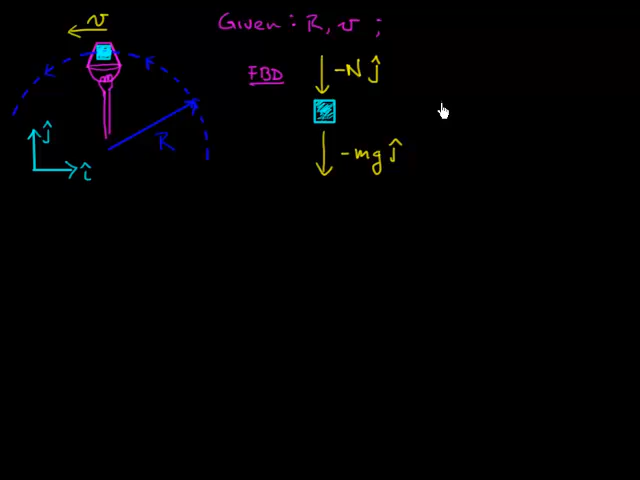 v
Given : R, v ;
FBD
-N ĵ
R
ĵ
î
-mg ĵ